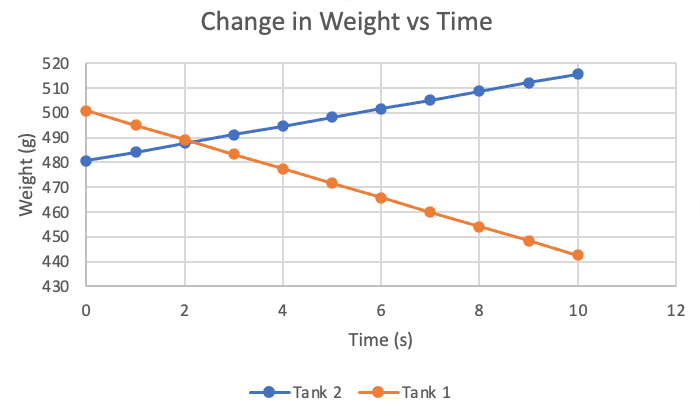 Change in Weight vs Time
520
510
500
490
480
470
460
450
440
430
Weight (g)
0 2 4 6 8 10 12
Time (s)
Tank 2 Tank 1